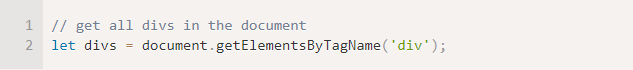 1 // get all divs in the document
2 let divs = document.getElementsByTagName('div');